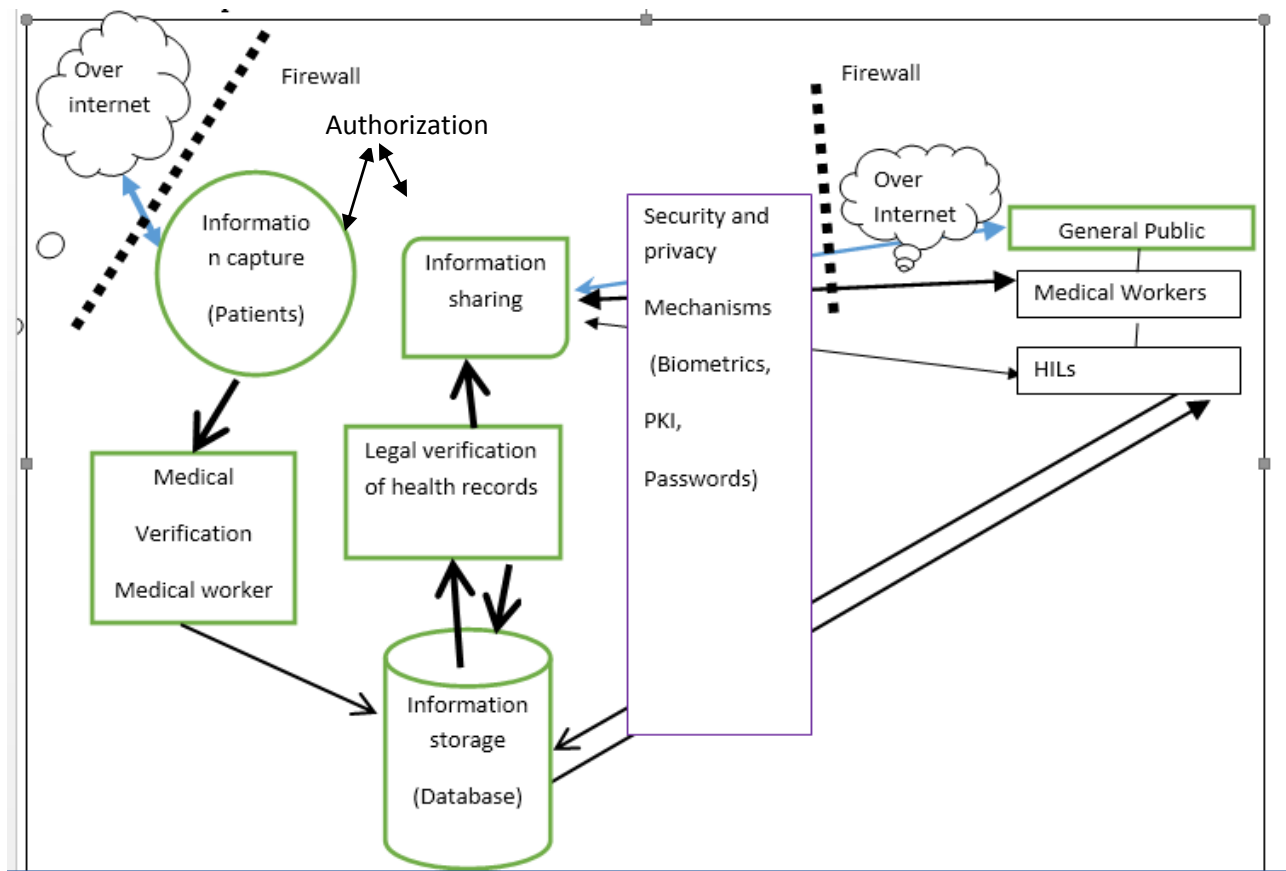 Over
internet
Firewall
Authorization
Firewall
Over
Internet
Informatio
n capture
(Patients)
Information
sharing
Security and
privacy
Mechanisms
(Biometrics,
PKI,
Passwords)
General Public
Medical Workers
HILs
Medical
Verification
Medical worker
Legal verification
of health records
Information
storage
(Database)